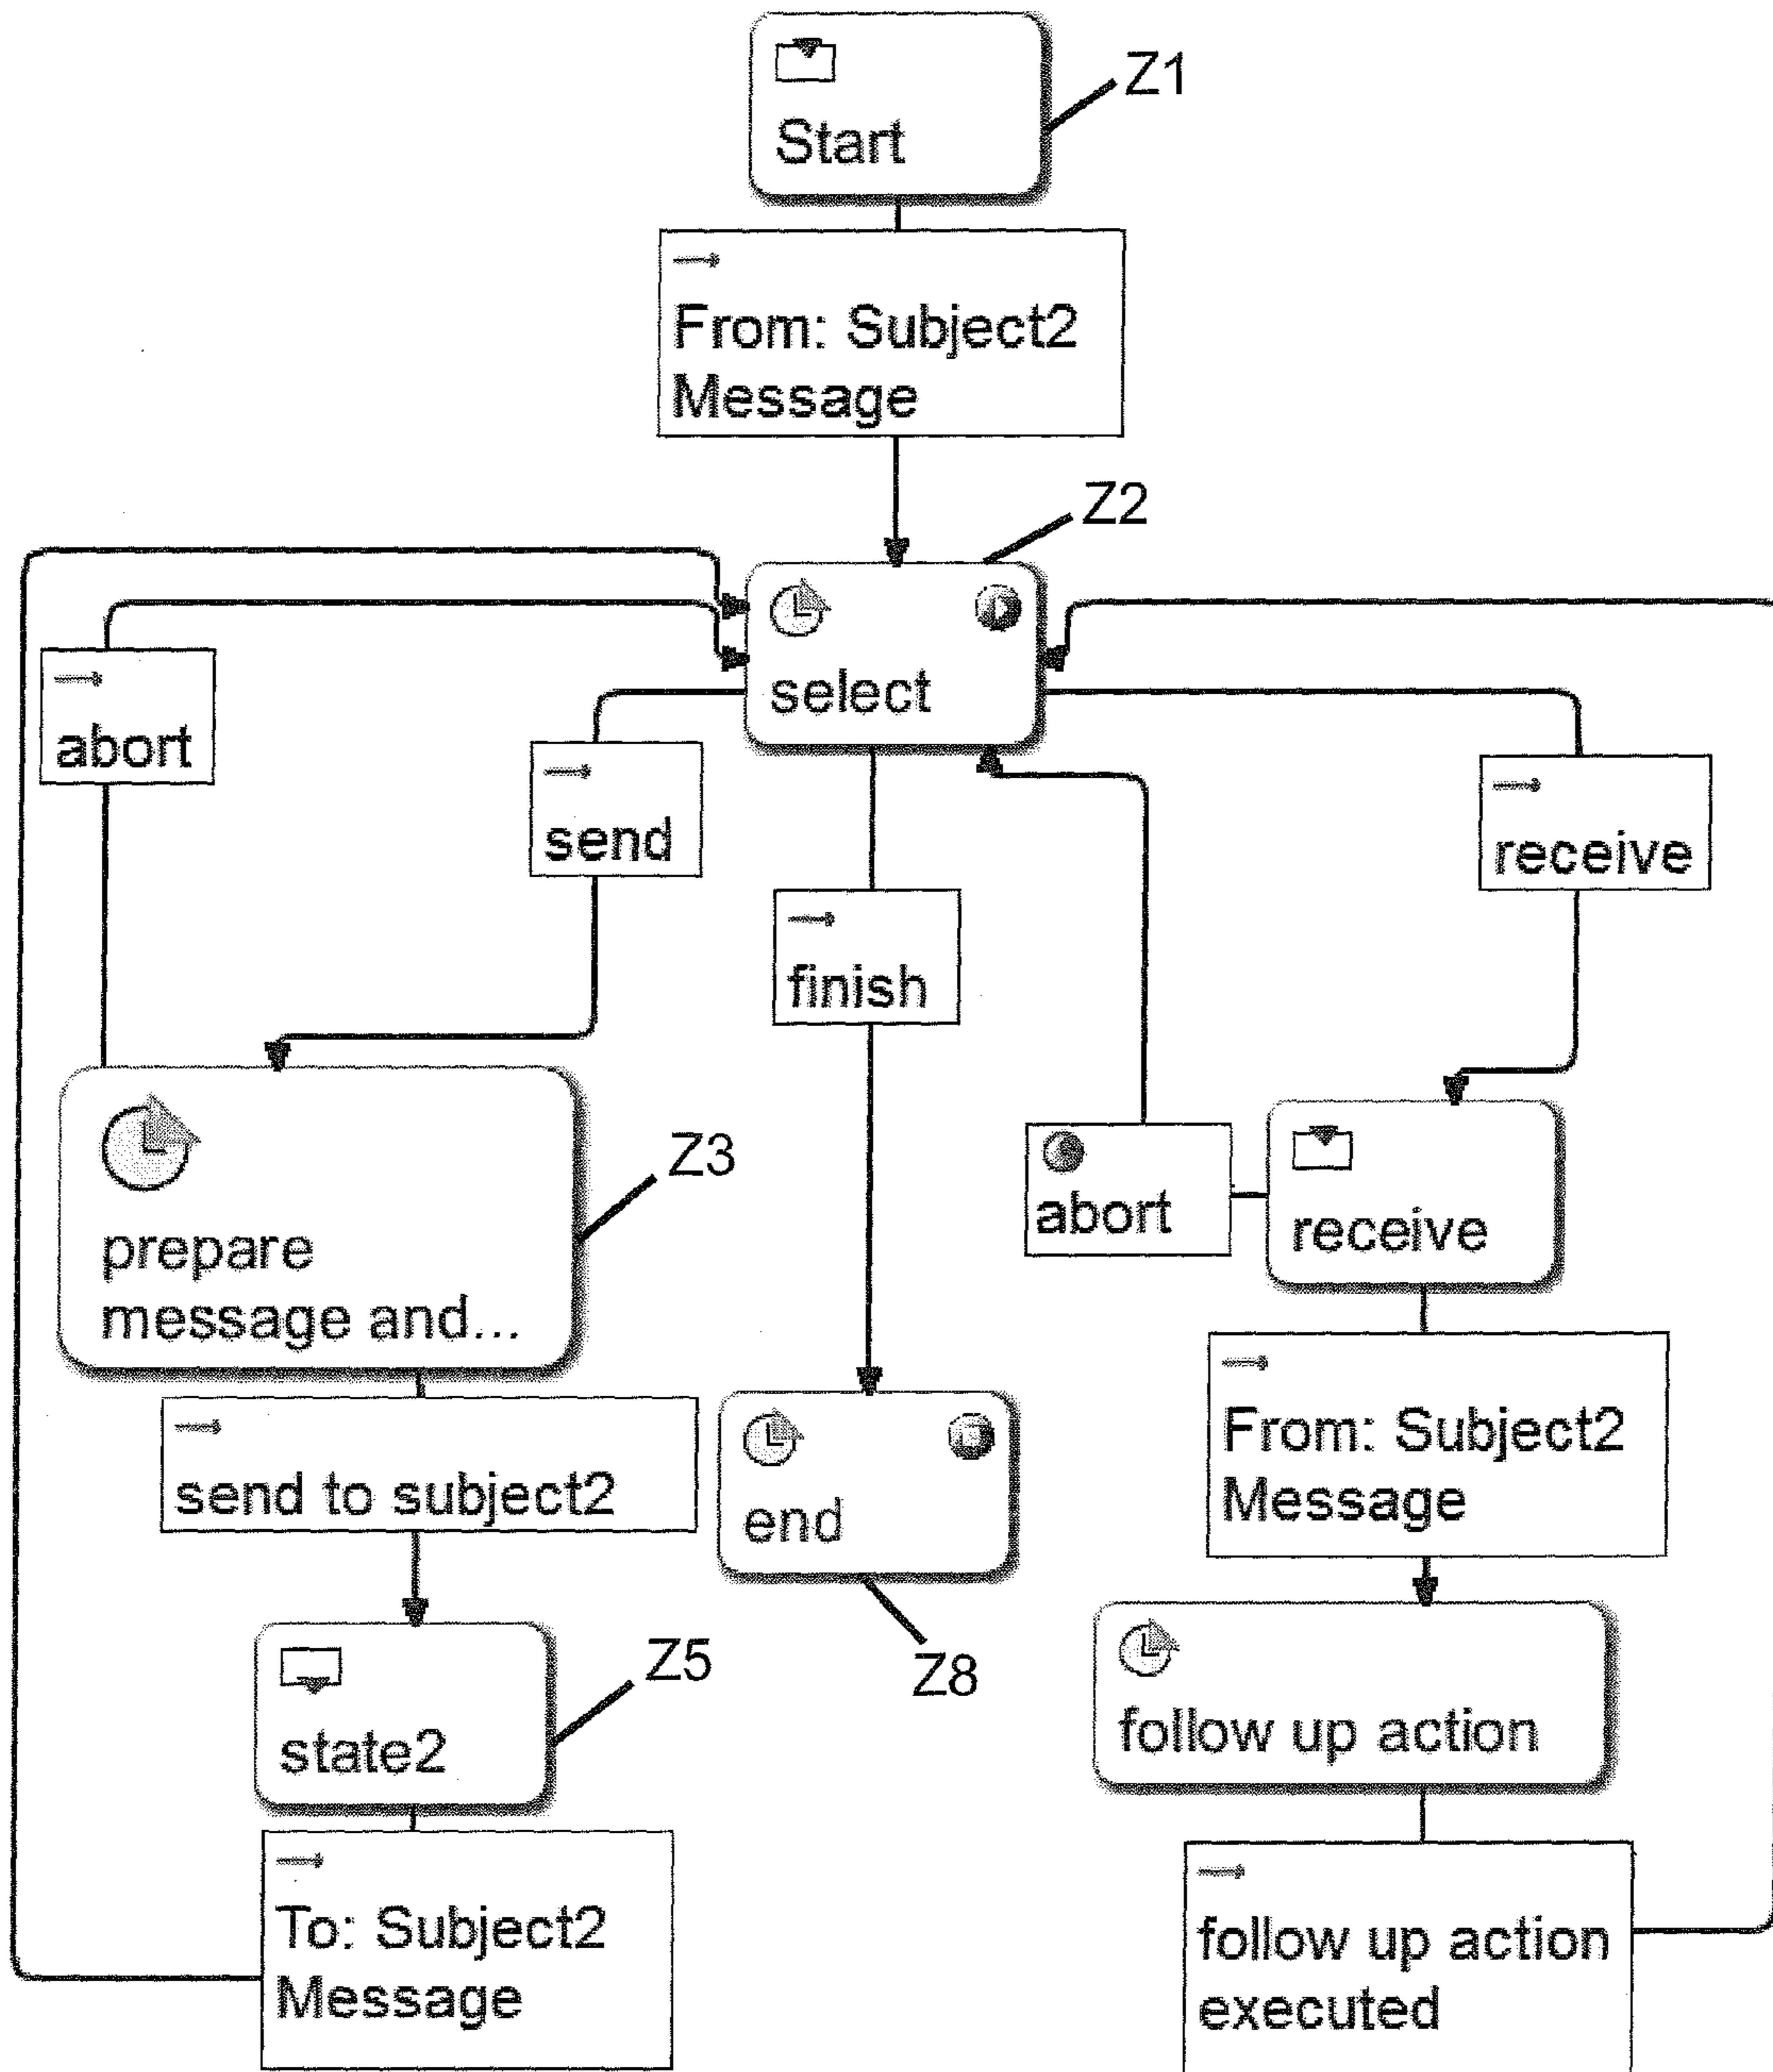 Start
Z1
From: Subject2
Message
Z2
select
abort
send
receive
finish
Z3
prepare
message and...
abort
receive
send to subject2
end
From: Subject2
Message
Z5
Z8
state2
follow up action
To: Subject2
Message
follow up action
executed